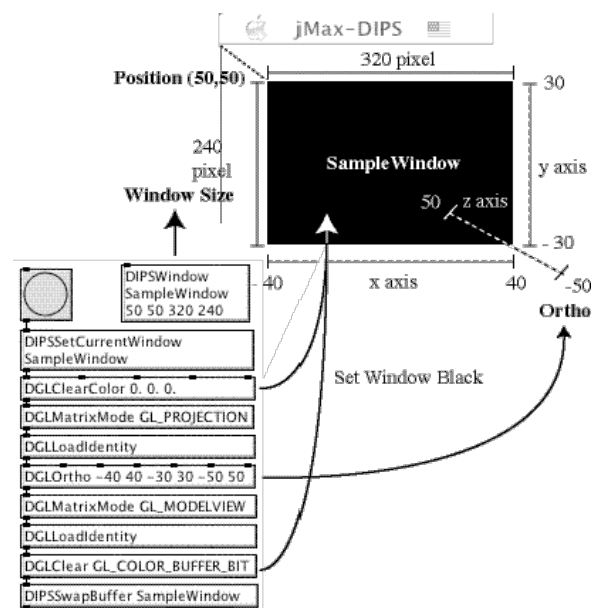 jMax-DIPS
320 pixel
Position (50,50)
30
240
pixel
SampleWindow
y axis
Window Size
50
z axis
-30
-40
x axis
40
-50
Ortho
DIPSWindow
SampleWindow
50 50 320 240
DIPSSetCurrentWindow
SampleWindow
Set Window Black
DGLClearColor 0. 0. 0.
DGLMatrixMode GL_PROJECTION
DGLLoadIdentity
DGLOrtho -40 40 -30 30 -50 50
DGLMatrixMode GL_MODELVIEW
DGLLoadIdentity
DGLClear GL_COLOR_BUFFER_BIT
DIPSSwapBuffer SampleWindow